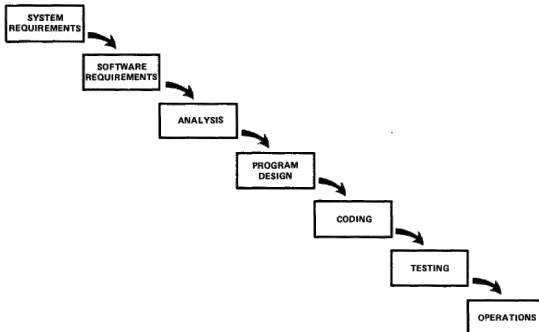 SYSTEM
REQUIREMENTS
SOFTWARE
REQUIREMENTS
ANALYSIS
PROGRAM
DESIGN
CODING
TESTING
OPERATIONS